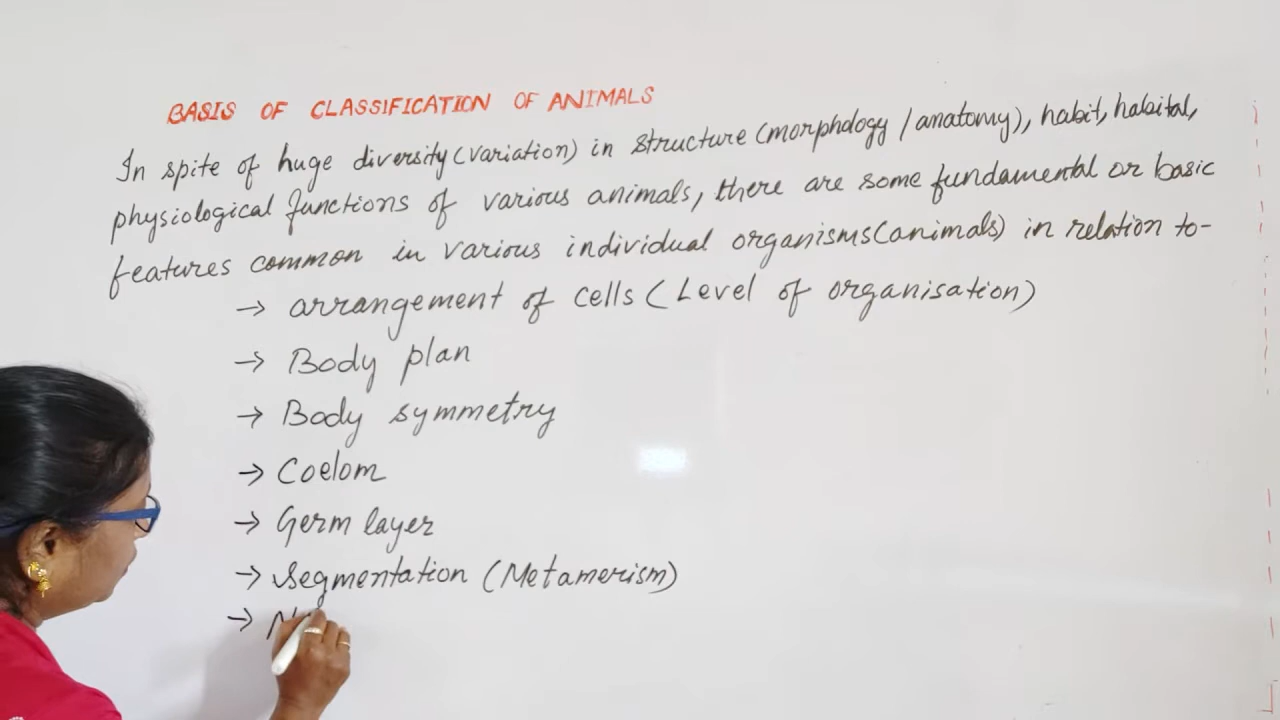 BASIS OF CLASSIFICATION OF ANIMALS
In spite of huge diversity (variation) in structure (morphology / anatomy), habit, habital,
physiological functions of various animals, there are some fundamental or basic
features common in various individual organisms (animals) in relation to-
→ arrangement of cells (Level of organisation)
→ Body plan
→ Body symmetry
→ Coelom
→ Germ layer
→ Segmentation (Metamerism)
→